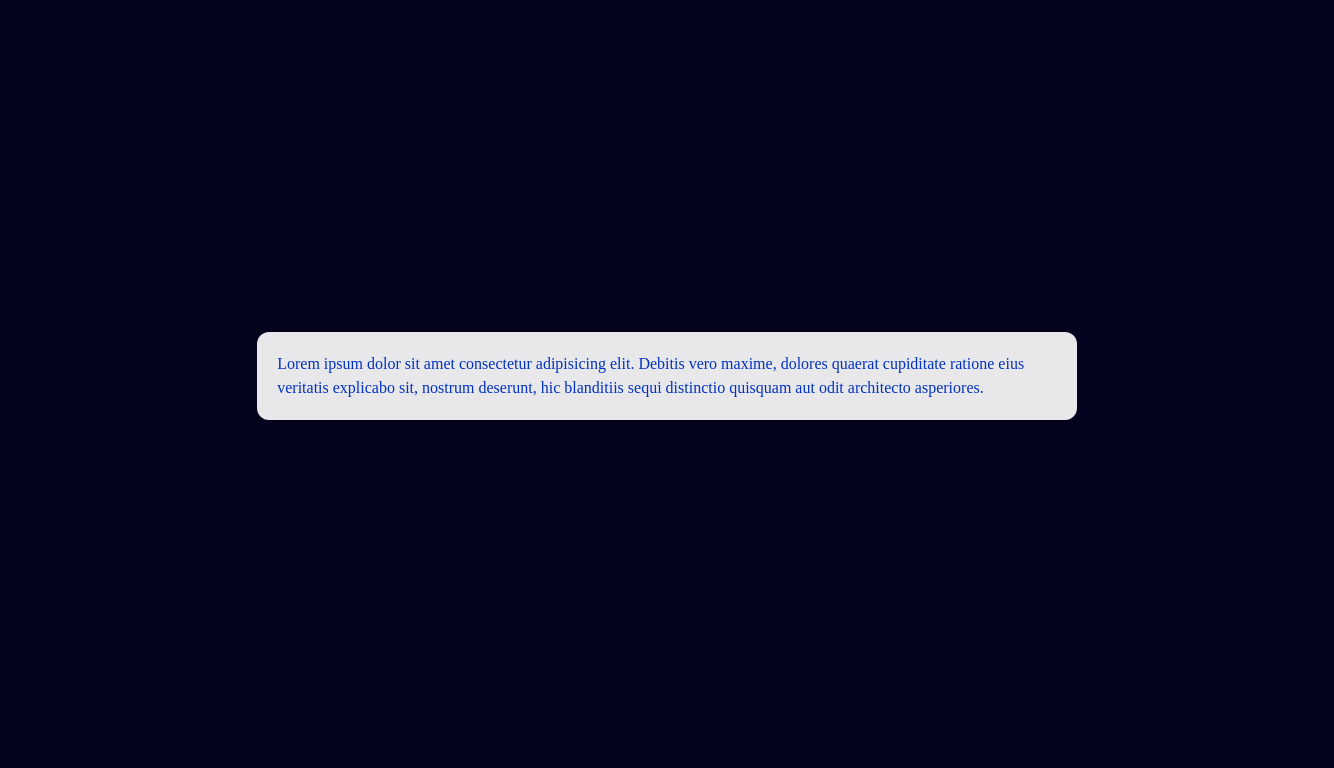 Lorem ipsum dolor sit amet consectetur adipisicing elit. Debitis vero maxime, dolores quaerat cupiditate ratione eius
veritatis explicabo sit, nostrum deserunt, hic blanditiis sequi distinctio quisquam aut odit architecto asperiores.